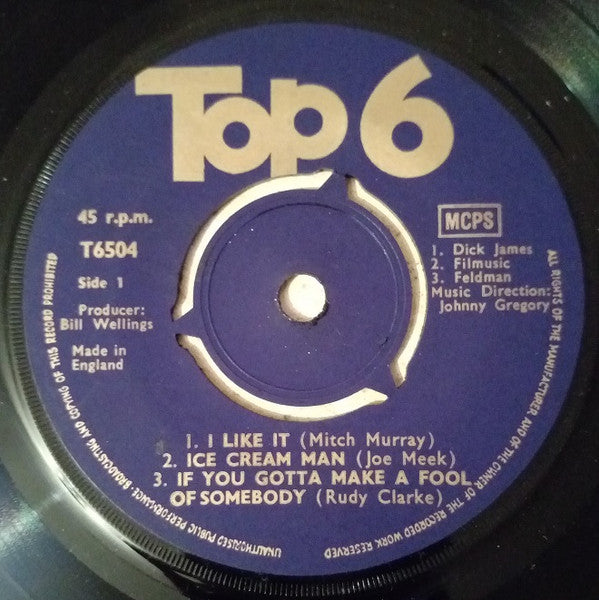 Top 6
45 r.p.m.
T6504
Side 1
Producer:
Bill Wellings
Made in
England
MCPS
1. Dick James
2. Filmusic
3. Feldman
Music Direction:
Johnny Gregory
1. I LIKE IT (Mitch Murray)
2. ICE CREAM MAN (Joe Meek)
3. IF YOU GOTTA MAKE A FOOL
OF SOMEBODY (Rudy Clarke)
ALL RIGHTS OF THE MANUFACTURER AND OF THE OWNER OF THE RECORDED WORK RESERVED
UNAUTHORISED PUBLIC PERFORMANCE, BROADCASTING AND COPYING OF THIS RECORD PROHIBITED